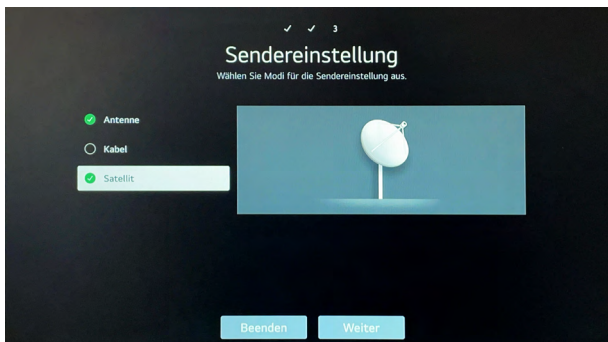 ✓ ✓ 3
Sendereinstellung
Wählen Sie Modi für die Sendereinstellung aus.
Antenne
Kabel
Satellit
Beenden
Weiter